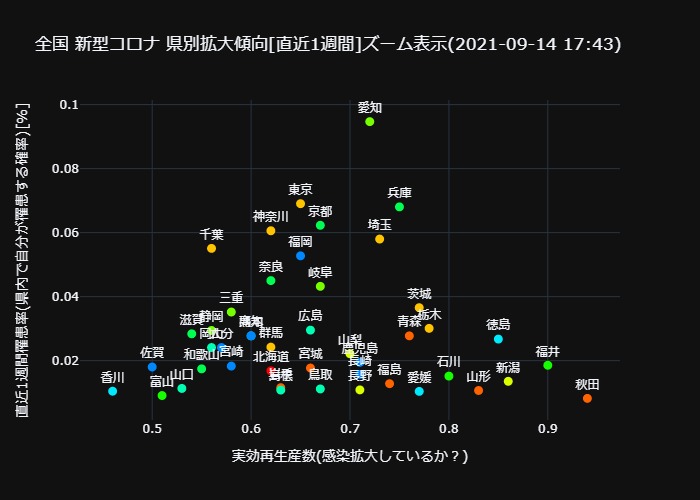 全国 新型コロナ 県別拡大傾向[直近1週間]ズーム表示(2021-09-14 17:43)
直近1週間罹患率(県内で自分が罹患する確率)[%]
0.1
0.08
0.06
0.04
0.02
愛知
東京
兵庫
神奈川
京都
埼玉
千葉
福岡
奈良
岐阜
三重
茨城
静岡
滋賀
広島
青森
栃木
徳島
群馬
大分
山梨
鹿児島
佐賀
和歌山
宮崎
北海道
宮城
長崎
石川
福井
香川
富山
山口
鳥取
長野
福島
愛媛
山形
新潟
秋田
0.5
0.6
0.7
0.8
0.9
実効再生産数(感染拡大しているか？)